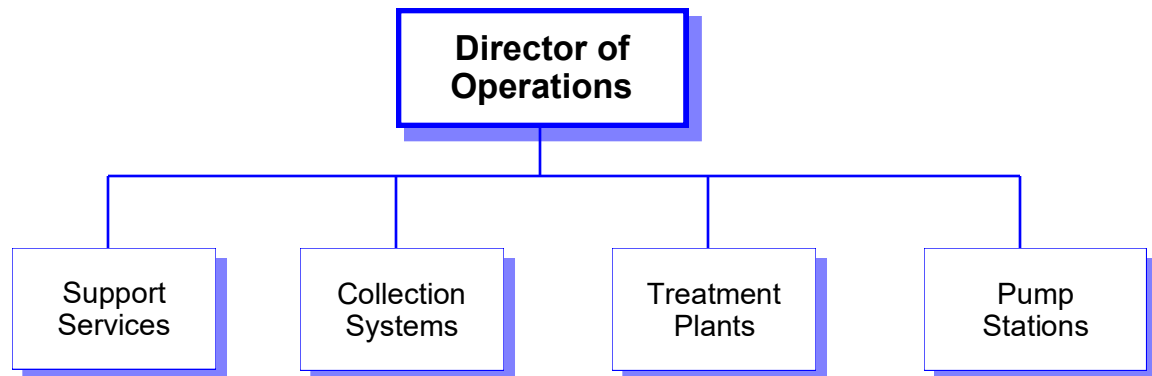 Director of
Operations
Support
Services
Collection
Systems
Treatment
Plants
Pump
Stations